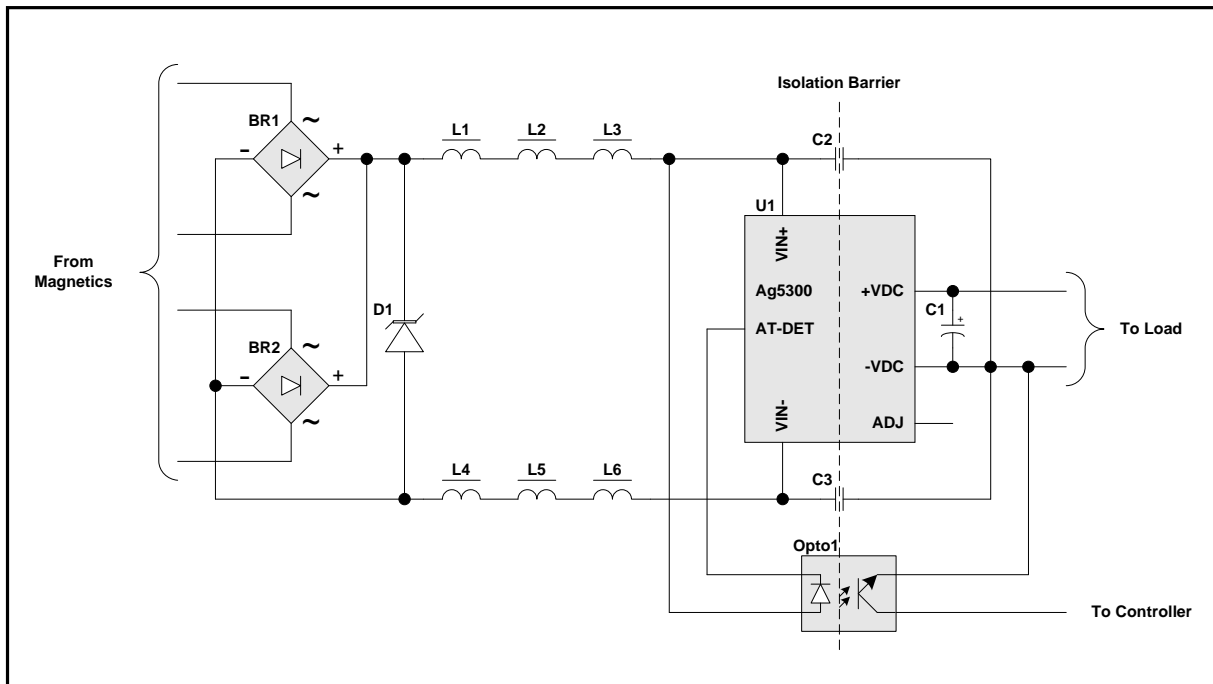 Isolation Barrier
BR1
~
-
+
~
L1
L2
L3
C2
U1
VIN+
From
Magnetics
Ag5300
+VDC
D1
AT-DET
C1
+
To Load
BR2
~
-
+
~
-VDC
VIN-
ADJ
L4
L5
L6
C3
Opto1
To Controller